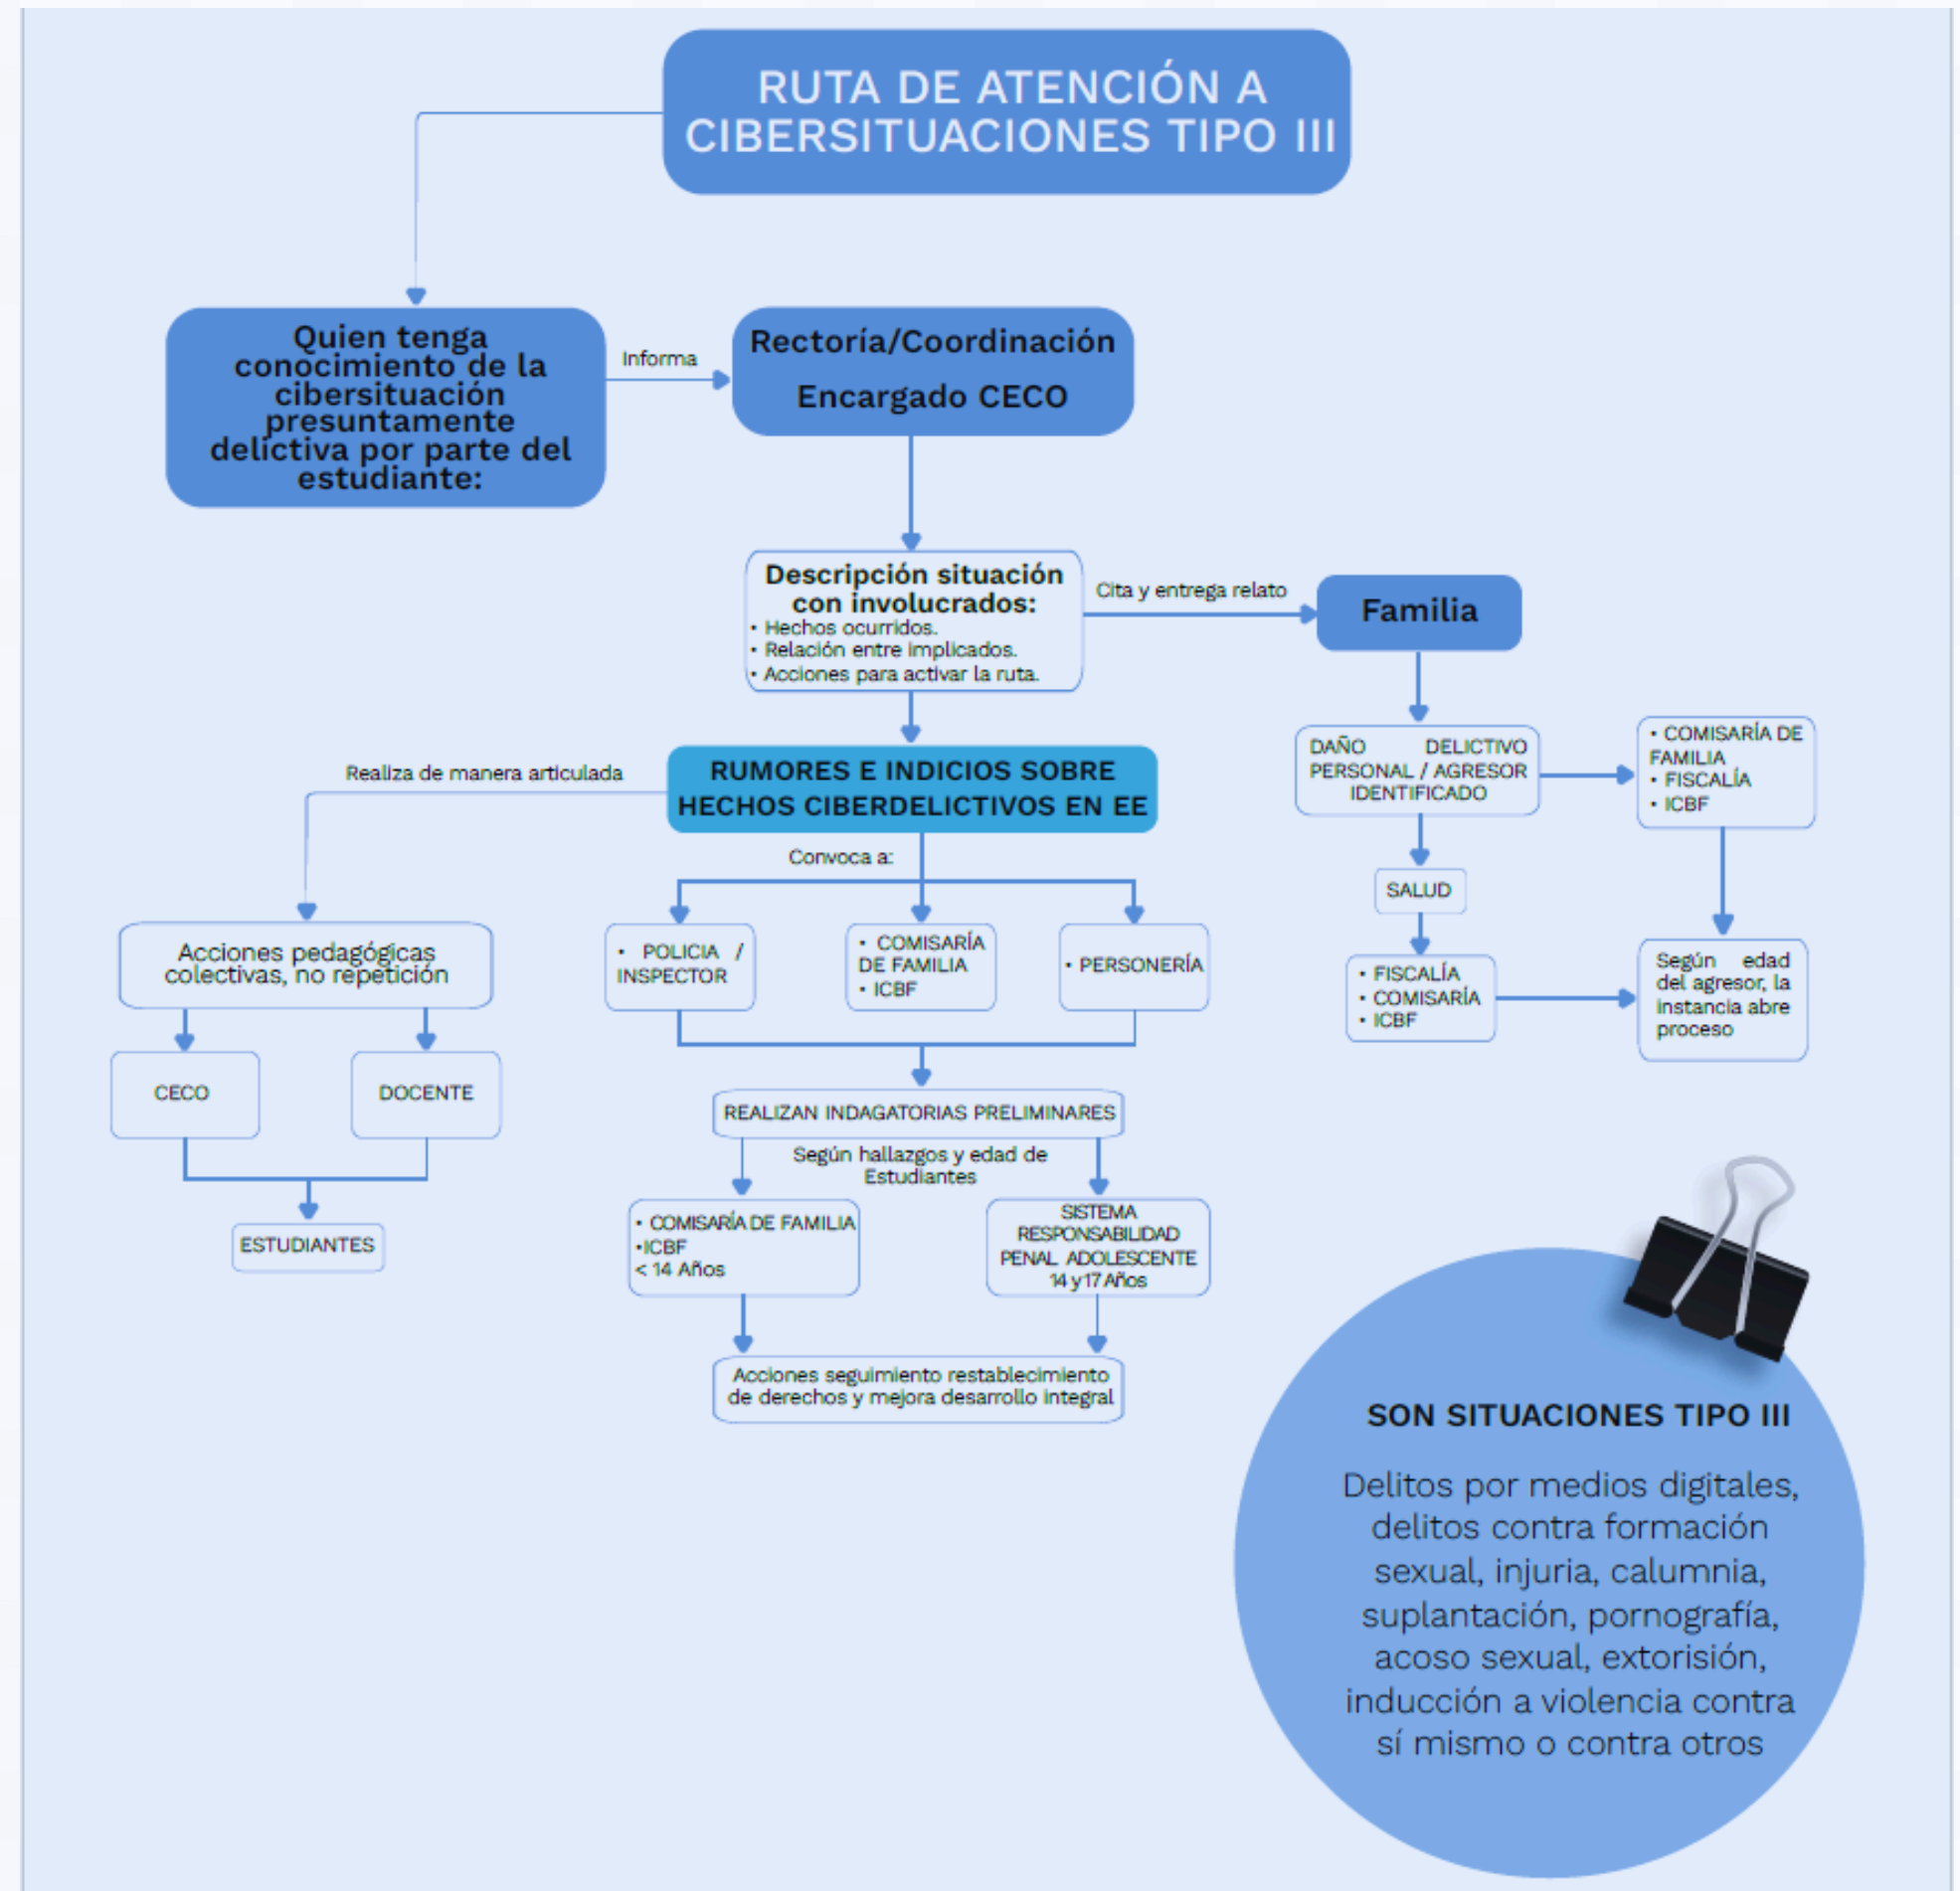 RUTA DE ATENCIÓN A
CIBERSITUACIONES TIPO III
Quien tenga
conocimiento de la
cibersituación
presuntamente
delictiva por parte del
estudiante:
Informa
Rectoría/Coordinación
Encargado CECO
Descripción situación
con involucrados:
• Hechos ocurridos.
• Relación entre implicados.
• Acciones para activar la ruta.
Cita y entrega relato
Familia
DAÑO DELICTIVO
PERSONAL / AGRESOR
IDENTIFICADO
• COMISARÍA DE
FAMILIA
• FISCALÍA
• ICBF
SALUD
• FISCALÍA
• COMISARÍA
• ICBF
Según edad
del agresor, la
instancia abre
proceso
RUMORES E INDICIOS SOBRE
HECHOS CIBERDELICTIVOS EN EE
Realiza de manera articulada
Acciones pedagógicas
colectivas, no repetición
CECO
DOCENTE
ESTUDIANTES
Convoca a:
• POLICIA /
INSPECTOR
• COMISARÍA
DE FAMILIA
• ICBF
• PERSONERÍA
REALIZAN INDAGATORIAS PRELIMINARES
Según hallazgos y edad de
Estudiantes
• COMISARÍA DE FAMILIA
•ICBF
< 14 Años
SISTEMA
RESPONSABILIDAD
PENAL ADOLESCENTE
14 y 17 Años
Acciones seguimiento restablecimiento
de derechos y mejora desarrollo integral
SON SITUACIONES TIPO III
Delitos por medios digitales,
delitos contra formación
sexual, injuria, calumnia,
suplantación, pornografía,
acoso sexual, extorisión,
inducción a violencia contra
sí mismo o contra otros